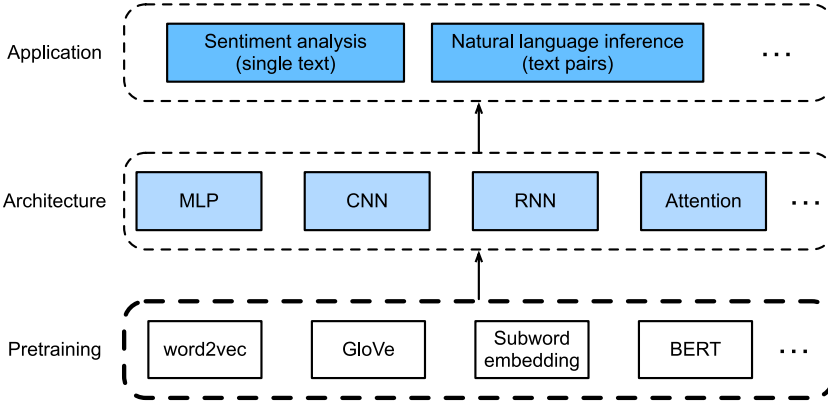 Application
Sentiment analysis
(single text)
Natural language inference
(text pairs)
...
Architecture
MLP
CNN
RNN
Attention
...
Pretraining
word2vec
GloVe
Subword
embedding
BERT
...